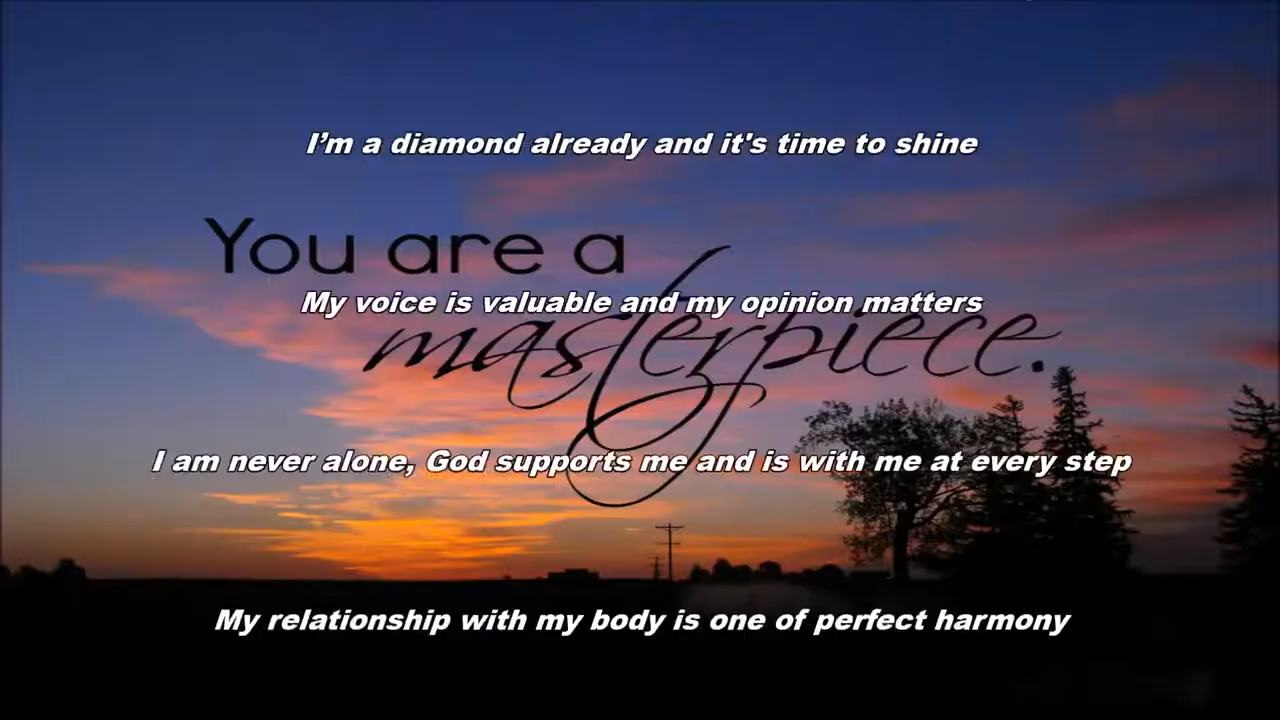 I’m a diamond already and it's time to shine
You are a
My voice is valuable and my opinion matters
masterpiece.
I am never alone, God supports me and is with me at every step
My relationship with my body is one of perfect harmony